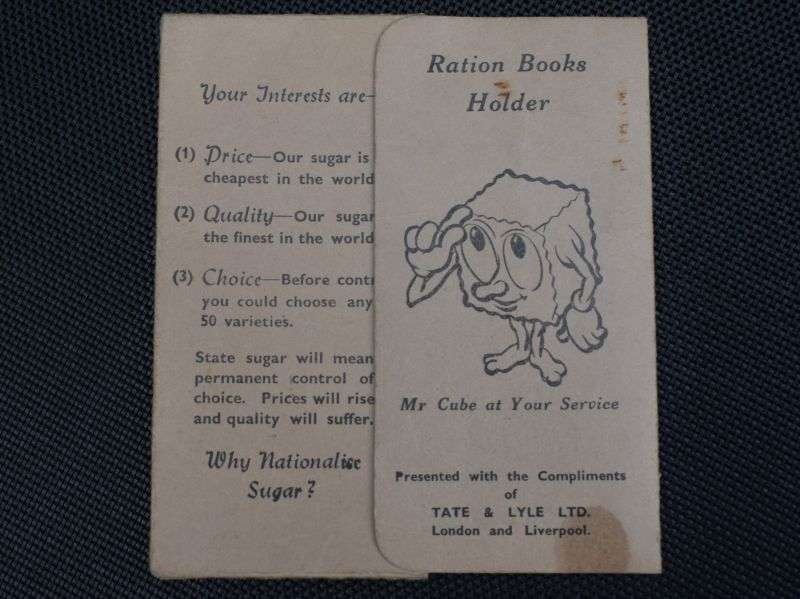 Your Interests are—
(1) Price—Our sugar is
cheapest in the world
(2) Quality—Our sugar
the finest in the world
(3) Choice—Before
you could choose any
50 varieties.
State sugar will mean
permanent control of
choice. Prices will rise
and quality will suffer.
Why Nationalise
Sugar?
Ration Books
Holder
Mr Cube at Your Service
Presented with the Compliments
of
TATE & LYLE LTD.
London and Liverpool.